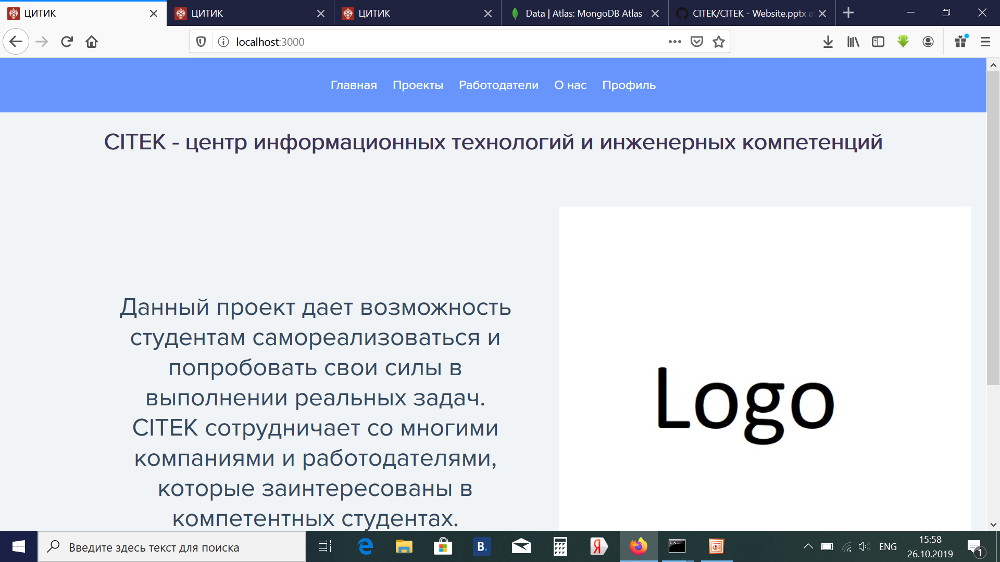 ЦИТИК
ЦИТИК
ЦИТИК
Data | Atlas: MongoDB Atlas
CITEK/CITEK - Website.pptx a
localhost:3000
Главная Проекты Работодатели О нас Профиль
CITEK - центр информационных технологий и инженерных компетенций
Данный проект дает возможность
студентам самореализоваться и
попробовать свои силы в
выполнении реальных задач.
CITEK сотрудничает со многими
компаниями и работодателями,
которые заинтересованы в
компетентных студентах.
Logo
Введите здесь текст для поиска
B.
Я
ENG
15:58
26.10.2019
1